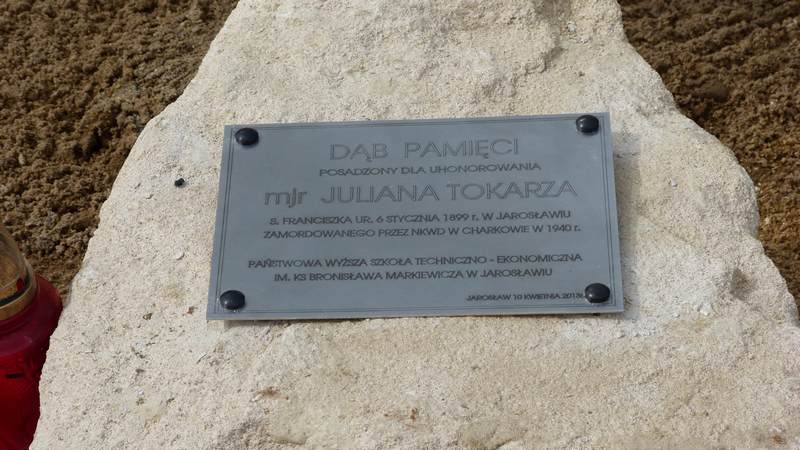 DĄB PAMIĘCI
POSADZONY DLA UHONOROWANIA
mjr JULIANA TOKARZA
S. FRANCISZKA UR. 6 STYCZNIA 1899 r. W JAROSŁAWIU
ZAMORDOWANEGO PRZEZ NKWD W CHARKOWIE W 1940 r.
PAŃSTWOWA WYŻSZA SZKOŁA TECHNICZNO - EKONOMICZNA
IM. KS BRONISŁAWA MARKIEWICZA W JAROSŁAWIU
JAROSŁAW 10 KWIETNIA 2013r.